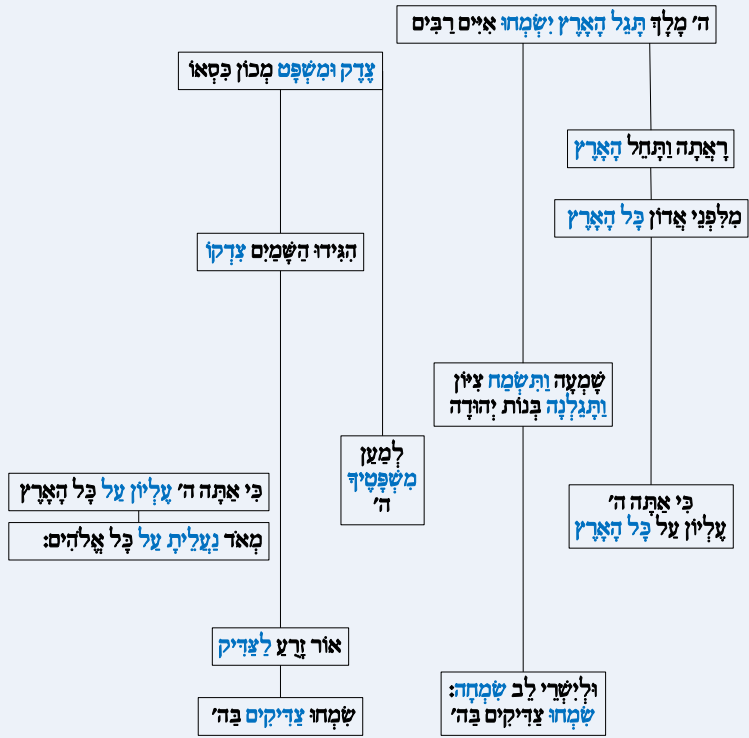 ה' מָלָךְ תָּגֵל הָאָרֶץ יִשְׂמְחוּ אִיִּים רַבִּים
צֶדֶק וּמִשְׁפָּט מְכוֹן כִּסְאוֹ
רָאֲתָה וַתָּחֵל הָאָרֶץ
מִלִּפְנֵי אֲדוֹן כָּל הָאָרֶץ
הִגִּידוּ הַשָּׁמַיִם צִדְקוֹ
שָׁמְעָה וַתִּשְׂמַח צִיּוֹן
וַתָּגֵלְנָה בְּנוֹת יְהוּדָה
לְמַעַן
מִשְׁפָּטֶיךָ
ה'
כִּי אַתָּה ה'
עֶלְיוֹן עַל כָּל הָאָרֶץ
כִּי אַתָּה ה' עֶלְיוֹן עַל כָּל הָאָרֶץ
מְאֹד נַעֲלֵיתָ עַל כָּל אֱלֹהִים:
אוֹר זָרֻעַ לַצַּדִּיק
וּלְיִשְׁרֵי לֵב שִׂמְחָה:
שִׂמְחוּ צַדִּיקִים בַּה'
שִׂמְחוּ צַדִּיקִים בַּה'